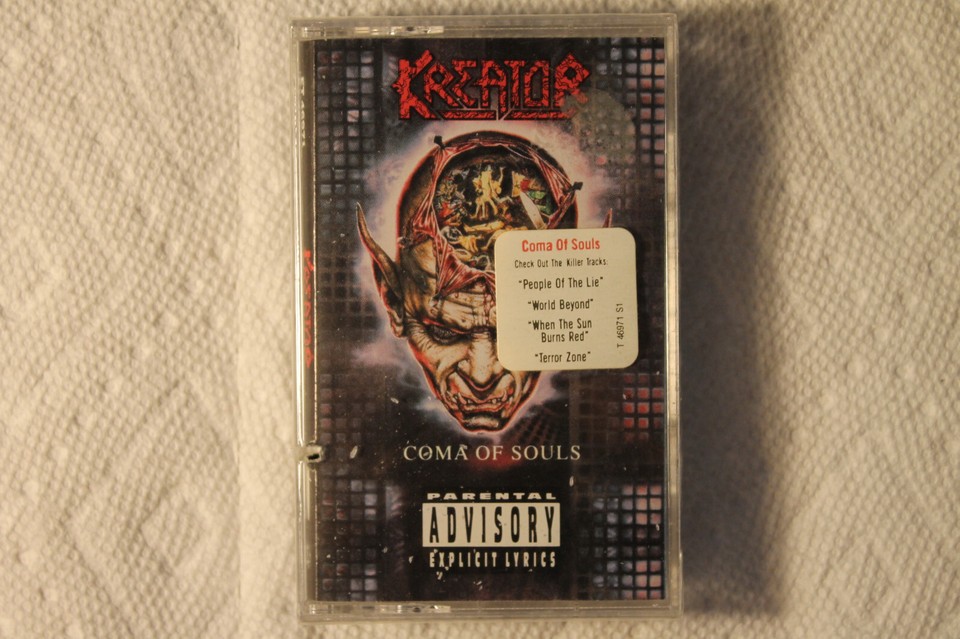 KREATOR
Coma Of Souls
Check Out The Killer Tracks:
"People Of The Lie"
"World Beyond"
"When The Sun
Burns Red"
"Terror Zone"
T 46971 S1
COMA OF SOULS
PARENTAL
ADVISORY
EXPLICIT LYRICS